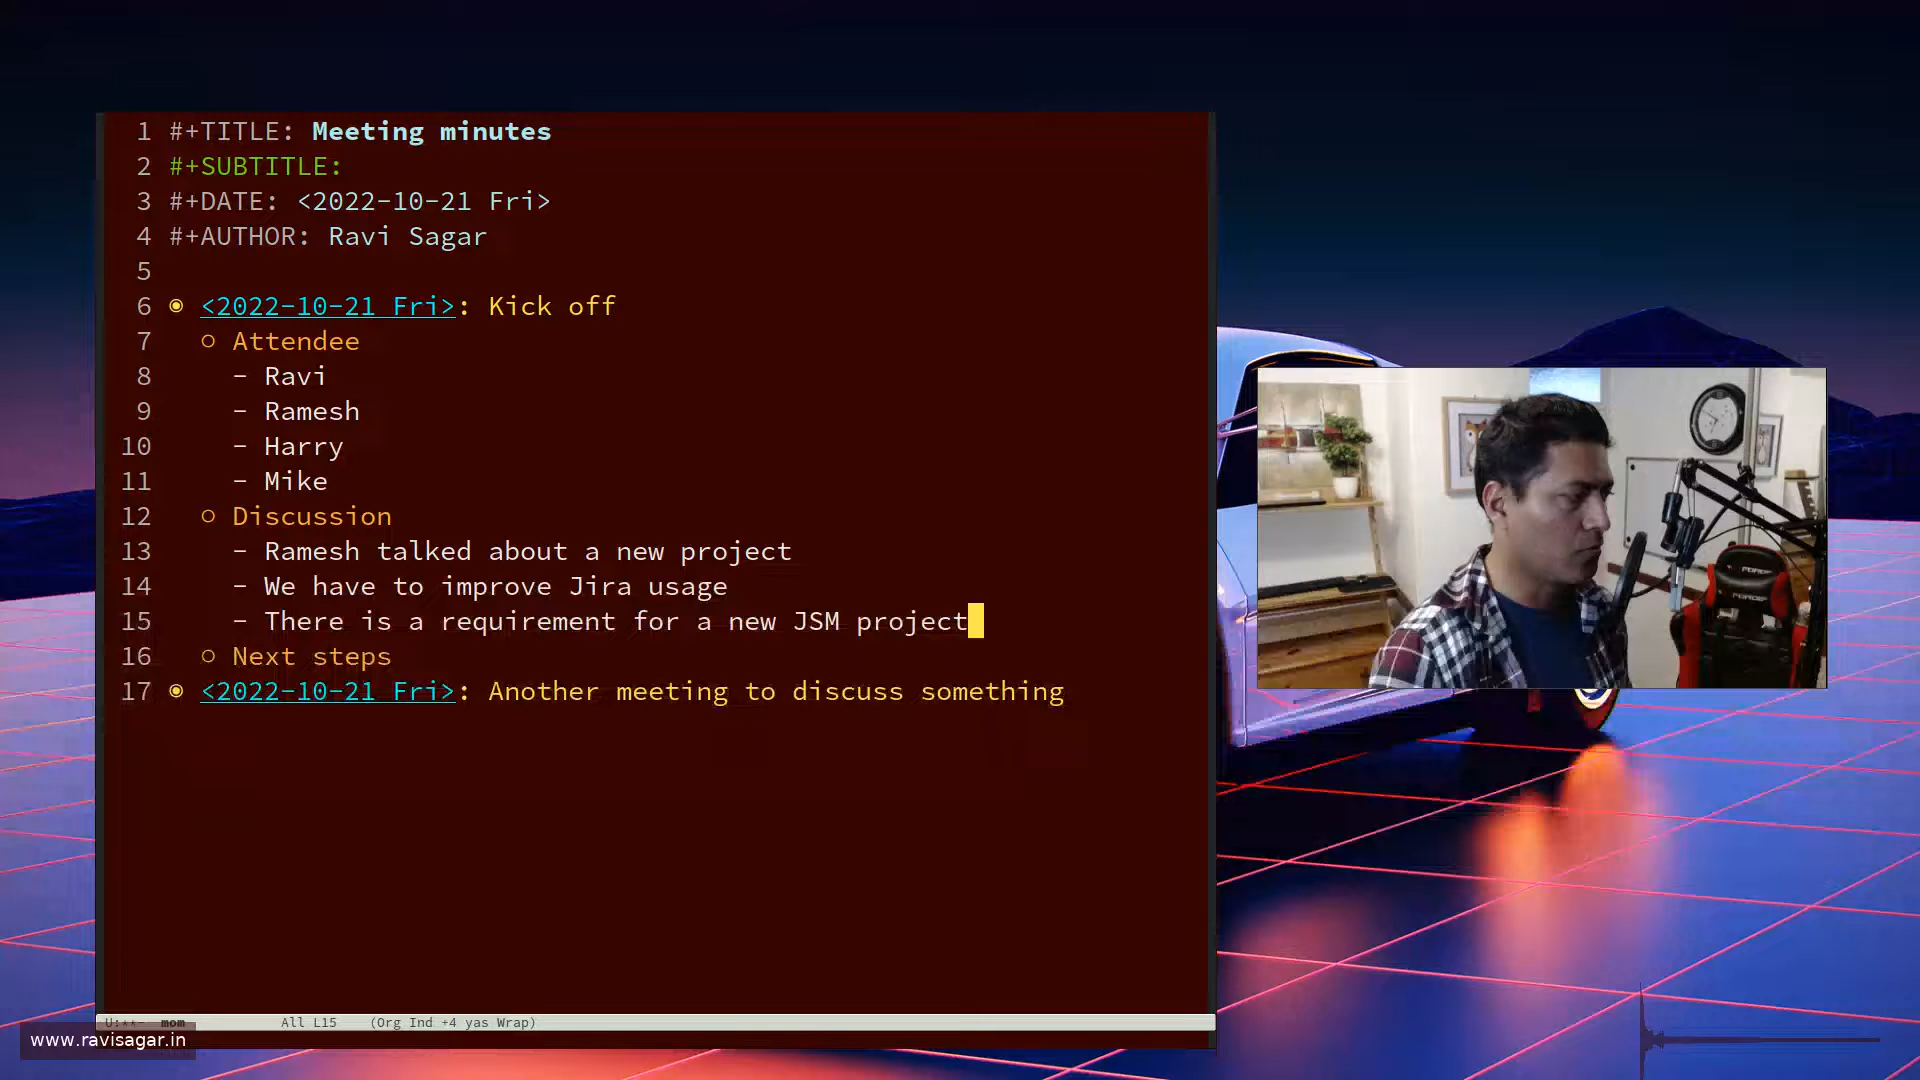 1 #+TITLE: Meeting minutes
2 #+SUBTITLE:
3 #+DATE: <2022-10-21 Fri>
4 #+AUTHOR: Ravi Sagar
5
6 ◉ <2022-10-21 Fri>: Kick off
7 ○ Attendee
8 - Ravi
9 - Ramesh
10 - Harry
11 - Mike
12 ○ Discussion
13 - Ramesh talked about a new project
14 - We have to improve Jira usage
15 - There is a requirement for a new JSM project
16 ○ Next steps
17 ◉ <2022-10-21 Fri>: Another meeting to discuss something
U:**- mom All L15 (Org Ind +4 yas Wrap)
www.ravisagar.in